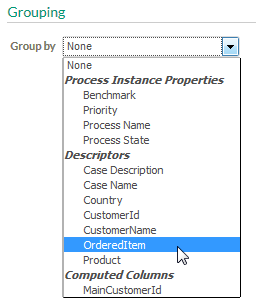 Grouping
Group by None
None
Process Instance Properties
Benchmark
Priority
Process Name
Process State
Descriptors
Case Description
Case Name
Country
CustomerId
CustomerName
OrderedItem
Product
Computed Columns
MainCustomerId